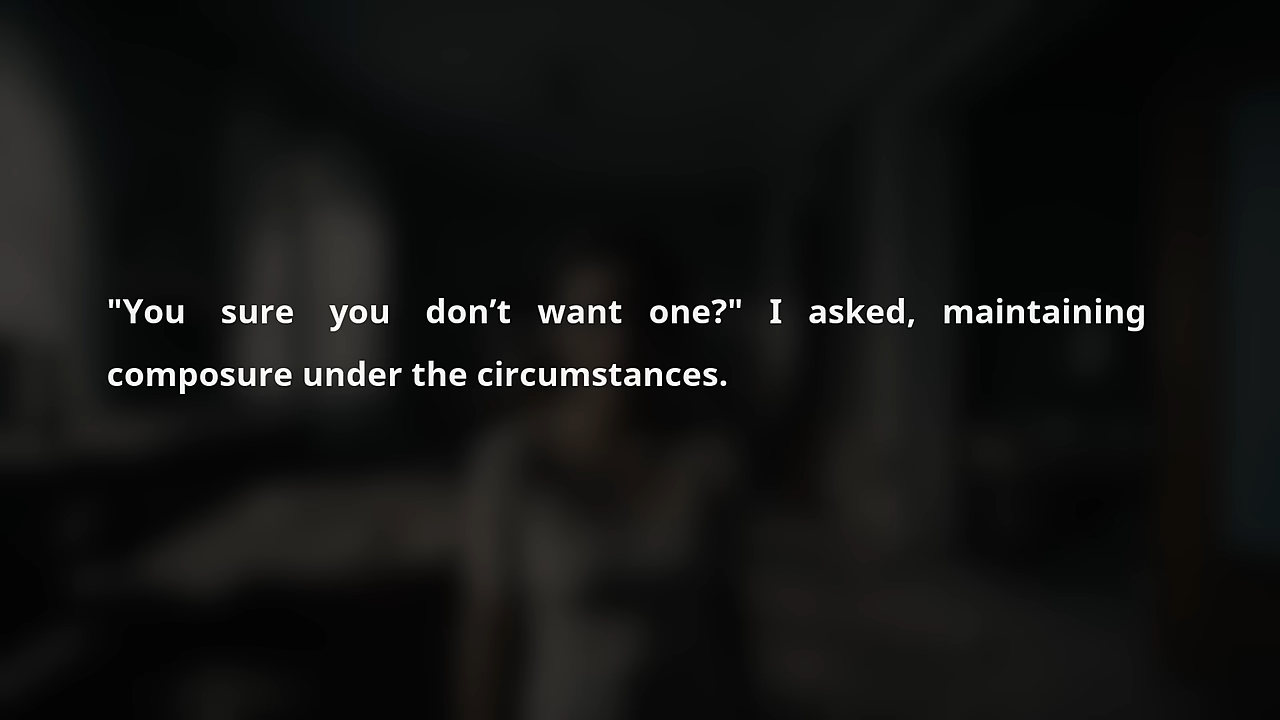 "You sure you don’t want one?" I asked, maintaining
composure under the circumstances.